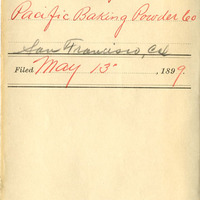 Pacific Baking Powder Co
San Francisco, Cal
Filed May 13" , 1899.